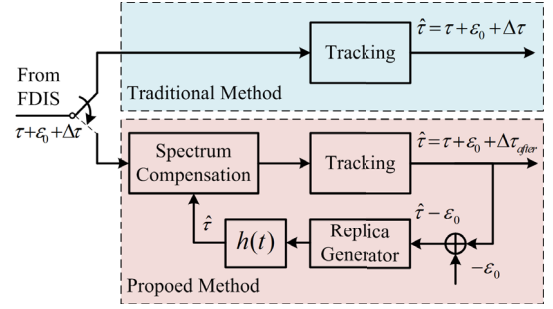 τ̂ = τ+ε₀+Δτ
Tracking
From
FDIS
Traditional Method
τ+ε₀+Δτ
Spectrum
Compensation
Tracking
τ̂ = τ+ε₀+Δτ_after
τ̂
h(t)
Replica
Generator
τ̂ − ε₀
−ε₀
Propoed Method